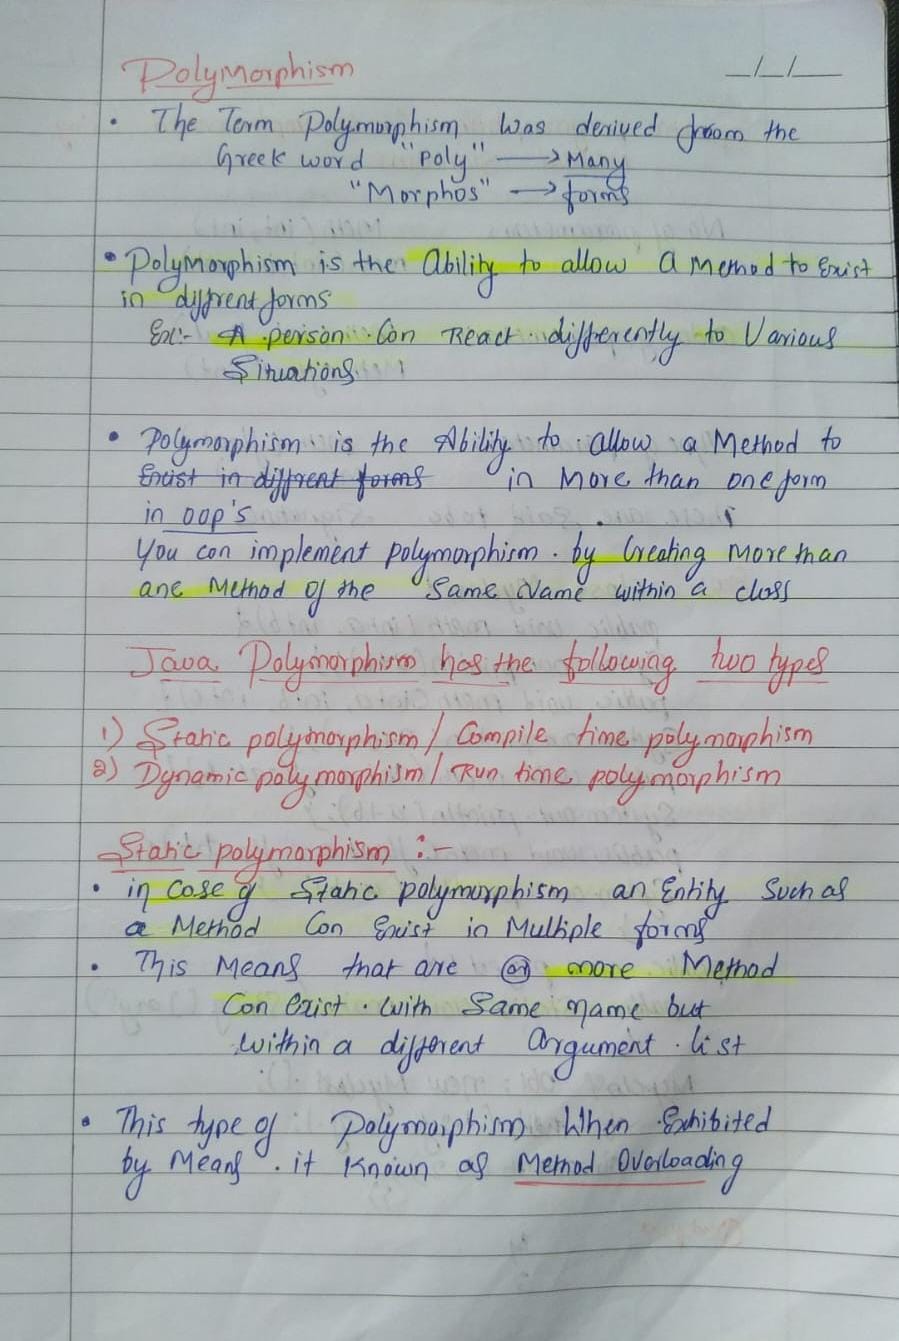 Polymorphism
_/_/__
• The Term Polymorphism was derived from the
Greek word "Poly" → Many
"Morphos" → forms
• Polymorphism is the Ability to allow a Method to Exist
in diffrent forms
Ex:- A person Can React differently to Various
Situations.
• Polymorphism is the Ability to allow a Method to
Exist in diffrent forms in More than one form
in oop's
You can implement polymorphism by Creating More than
one Method of the Same Name within a class
Java Polymorphism has the following two types
1) Static polymorphism / Compile time polymorphism
2) Dynamic polymorphism / Run time polymorphism
Static polymorphism :-
• in Case of Static polymorphism an Entity Such as
a Method Can Exist in Multiple forms
• This Means that are or more Method
Can Exist with Same name but
within a different Argument list
• This type of Polymorphism When Exhibited
by Means it Known as Method Overloading